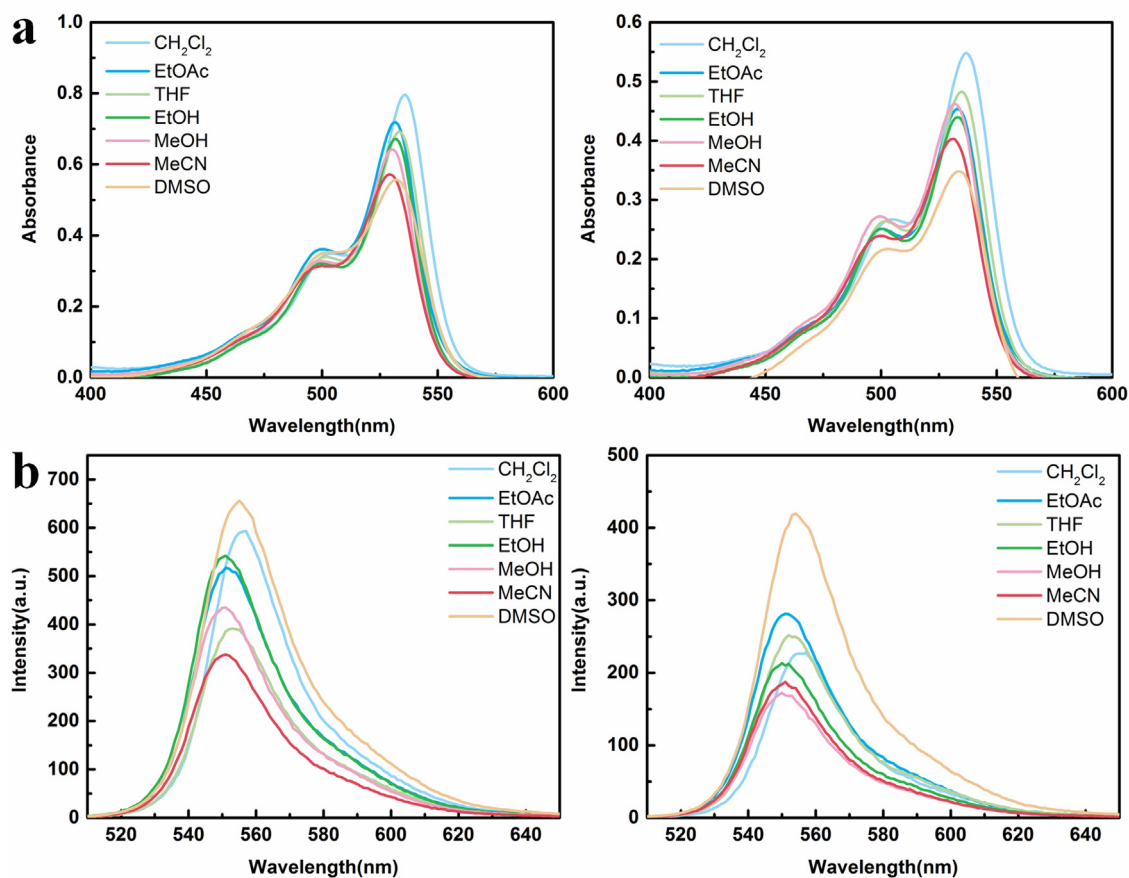 a
1.0
0.8
0.6
0.4
0.2
0.0
Absorbance
CH2Cl2
EtOAc
THF
EtOH
MeOH
MeCN
DMSO
400 450 500 550 600
Wavelength(nm)
0.6
0.5
0.4
0.3
0.2
0.1
0.0
Absorbance
CH2Cl2
EtOAc
THF
EtOH
MeOH
MeCN
DMSO
400 450 500 550 600
Wavelength(nm)
b
700
600
500
400
300
200
100
0
Intensity(a.u.)
CH2Cl2
EtOAc
THF
EtOH
MeOH
MeCN
DMSO
520 540 560 580 600 620 640
Wavelength(nm)
500
400
300
200
100
0
Intensity(a.u.)
CH2Cl2
EtOAc
THF
EtOH
MeOH
MeCN
DMSO
520 540 560 580 600 620 640
Wavelength(nm)